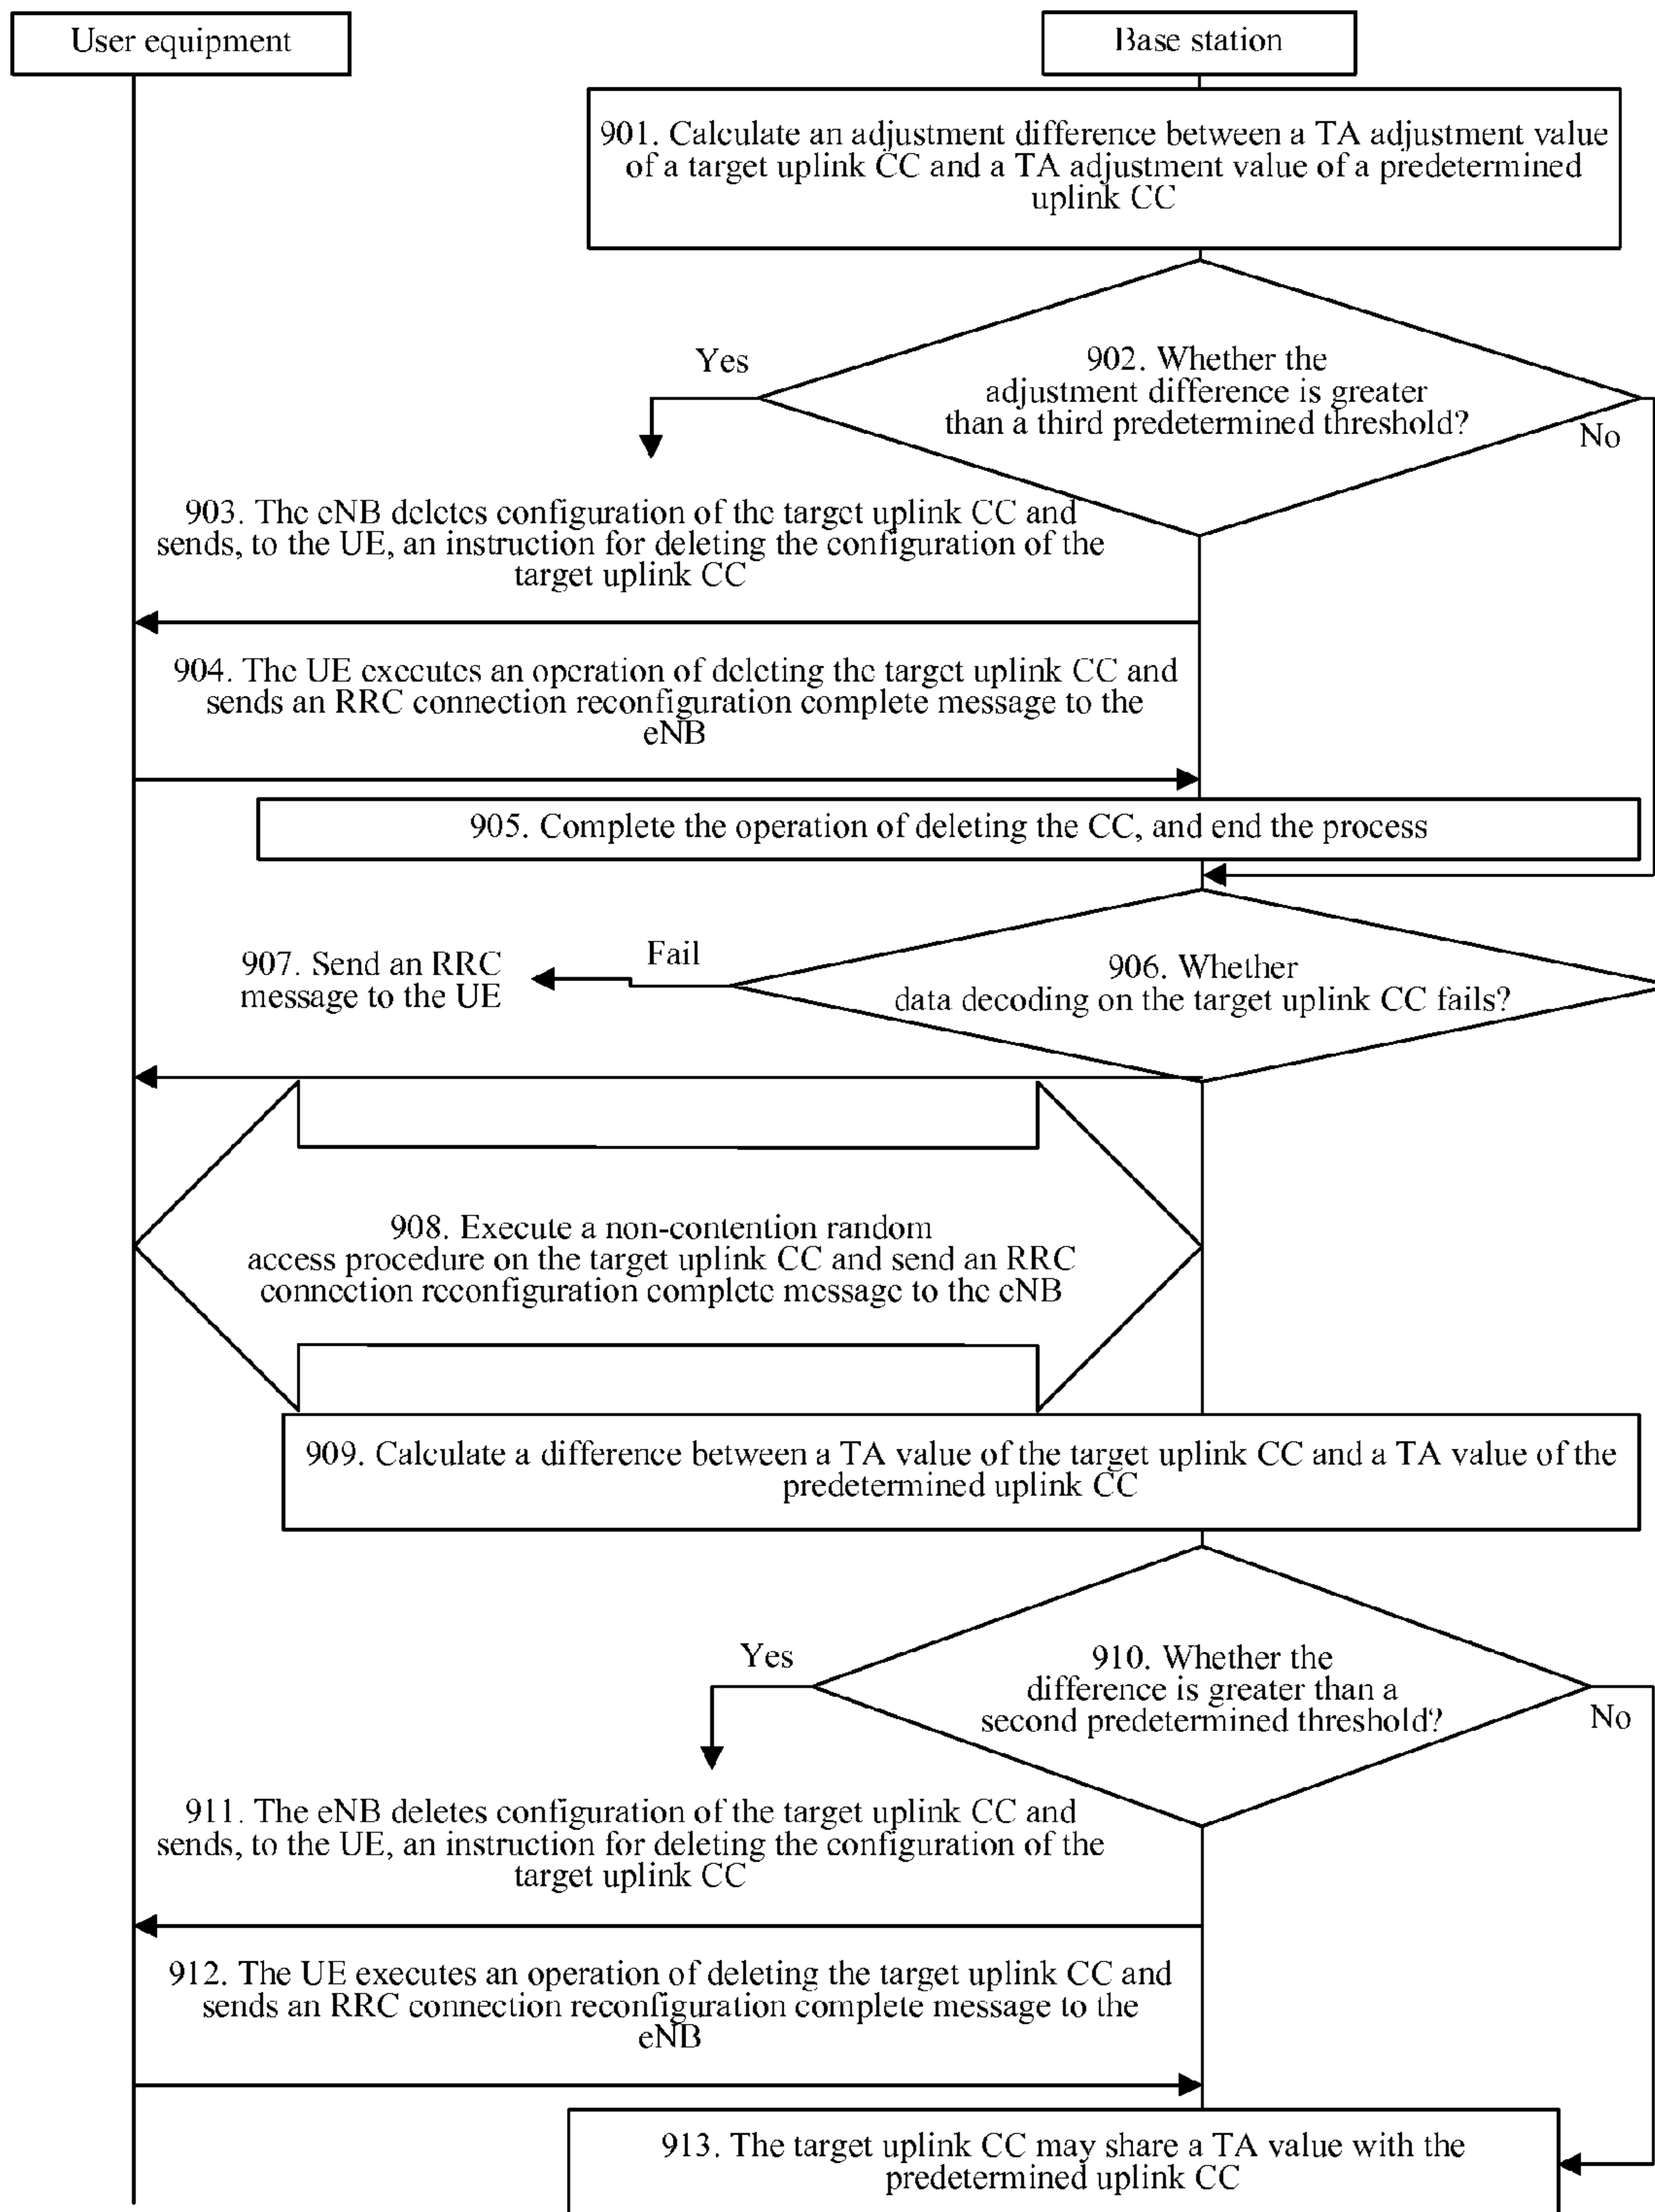 User equipment
Base station
901. Calculate an adjustment difference between a TA adjustment value
of a target uplink CC and a TA adjustment value of a predetermined
uplink CC
902. Whether the
adjustment difference is greater
than a third predetermined threshold?
Yes
No
903. The eNB deletes configuration of the target uplink CC and
sends, to the UE, an instruction for deleting the configuration of the
target uplink CC
904. The UE executes an operation of deleting the target uplink CC and
sends an RRC connection reconfiguration complete message to the
eNB
905. Complete the operation of deleting the CC, and end the process
906. Whether
data decoding on the target uplink CC fails?
Fail
907. Send an RRC
message to the UE
908. Execute a non-contention random
access procedure on the target uplink CC and send an RRC
connection reconfiguration complete message to the eNB
909. Calculate a difference between a TA value of the target uplink CC and a TA value of the
predetermined uplink CC
910. Whether the
difference is greater than a
second predetermined threshold?
Yes
No
911. The eNB deletes configuration of the target uplink CC and
sends, to the UE, an instruction for deleting the configuration of the
target uplink CC
912. The UE executes an operation of deleting the target uplink CC and
sends an RRC connection reconfiguration complete message to the
eNB
913. The target uplink CC may share a TA value with the
predetermined uplink CC